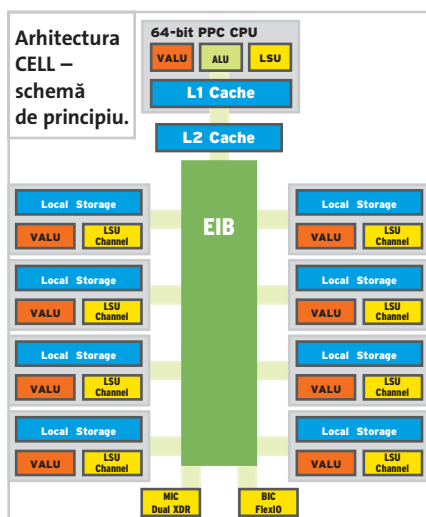 Arhitectura
CELL –
schemă
de principiu.
64-bit PPC CPU
VALU
ALU
LSU
L1 Cache
L2 Cache
EIB
Local Storage
VALU
LSU
Channel
Local Storage
VALU
LSU
Channel
Local Storage
VALU
LSU
Channel
Local Storage
VALU
LSU
Channel
Local Storage
VALU
LSU
Channel
Local Storage
VALU
LSU
Channel
Local Storage
VALU
LSU
Channel
Local Storage
VALU
LSU
Channel
MIC
Dual XDR
BIC
FlexIO